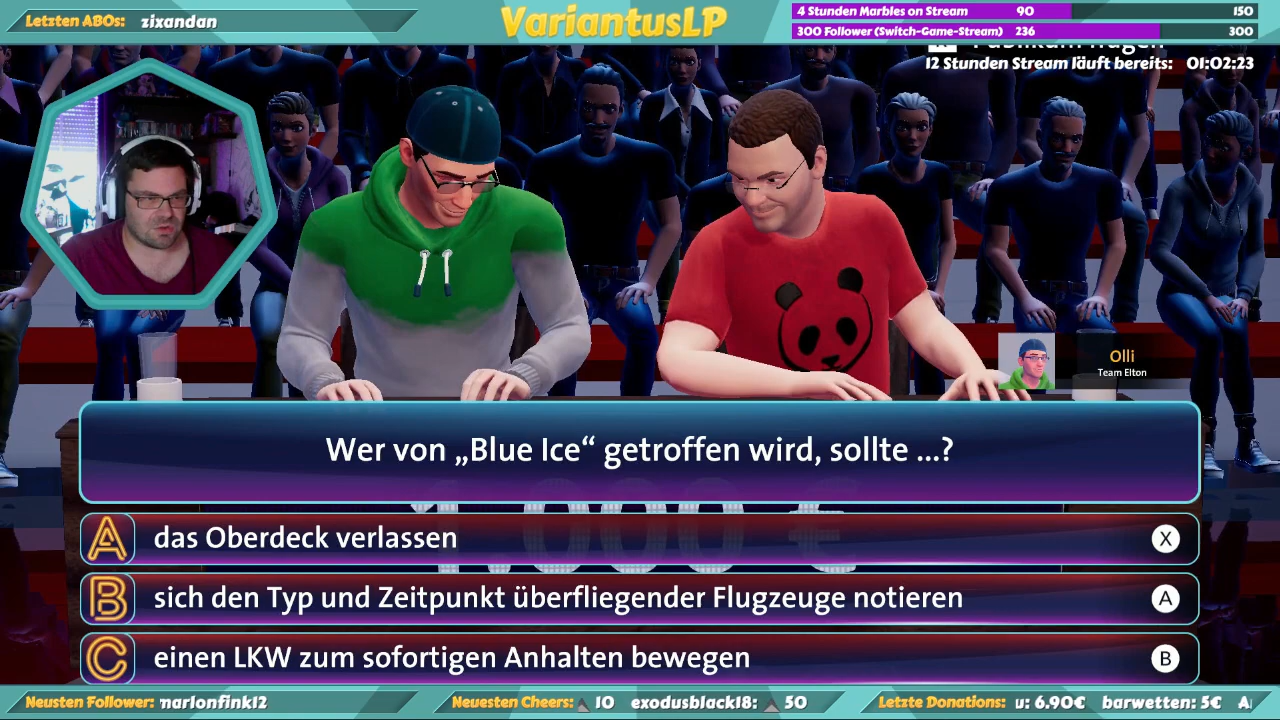 Letzten ABOs: zixandan
VariantusLP
4 Stunden Marbles on Stream 90 150
300 Follower (Switch-Game-Stream) 236 300
12 Stunden Stream läuft bereits: 01:02:23
Olli
Team Elton
Wer von „Blue Ice“ getroffen wird, sollte ...?
1.000 €
A das Oberdeck verlassen X
B sich den Typ und Zeitpunkt überfliegender Flugzeuge notieren A
C einen LKW zum sofortigen Anhalten bewegen B
Neusten Follower: marlonfink12
Neuesten Cheers: 10 exodusblack18: 50
Letzte Donations: u: 6.90€ barwetten: 5€ A